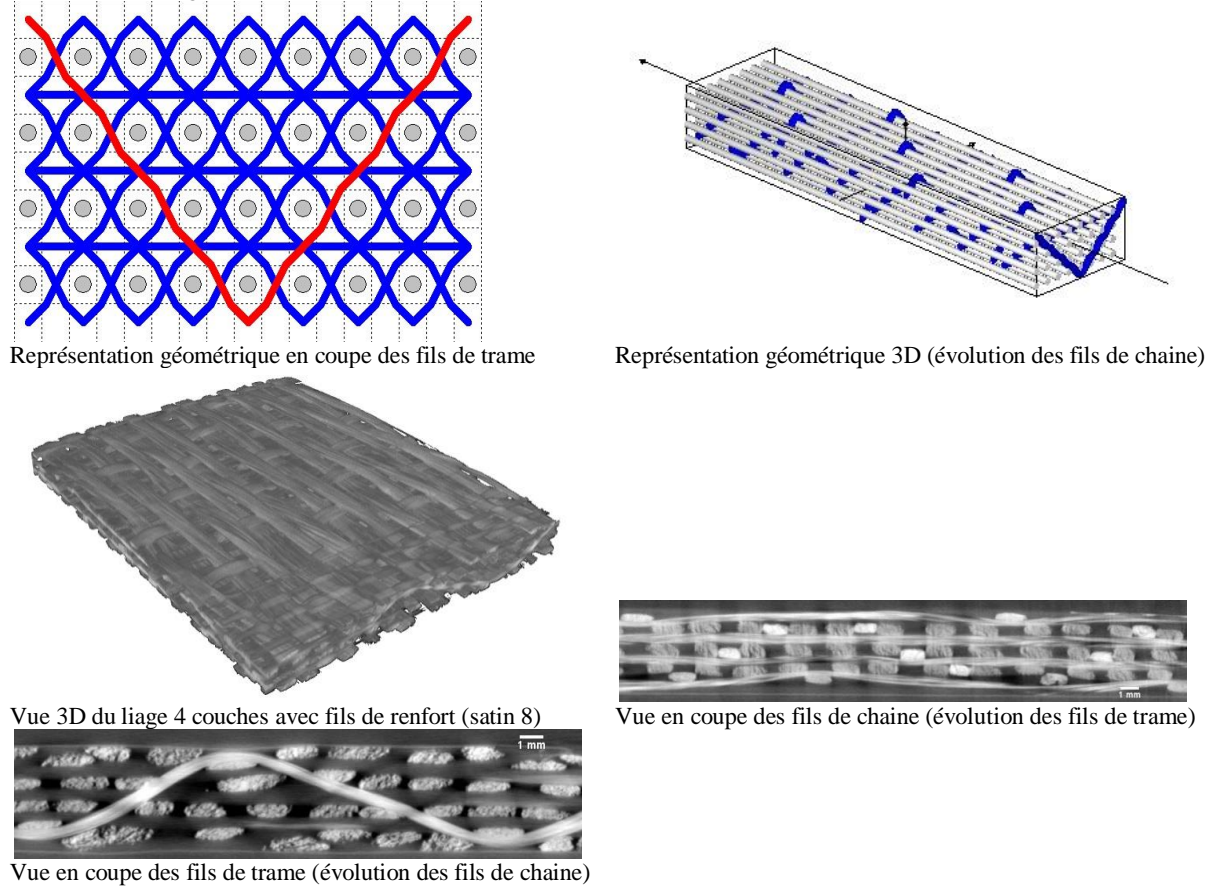 Représentation géométrique en coupe des fils de trame
Représentation géométrique 3D (évolution des fils de chaine)
Vue 3D du liage 4 couches avec fils de renfort (satin 8)
1 mm
Vue en coupe des fils de chaine (évolution des fils de trame)
1 mm
Vue en coupe des fils de trame (évolution des fils de chaine)